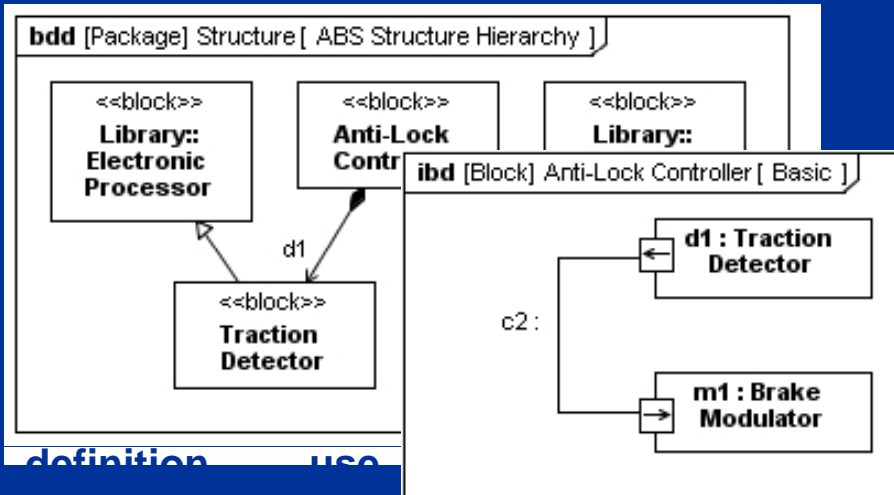 bdd [Package] Structure [ ABS Structure Hierarchy ]
<<block>>
Library::
Electronic
Processor
<<block>>
Anti-Lock
<<block>>
Library::
d1
<<block>>
Traction
Detector
definition use
ibd [Block] Anti-Lock Controller [ Basic ]
d1 : Traction
Detector
c2 :
m1 : Brake
Modulator